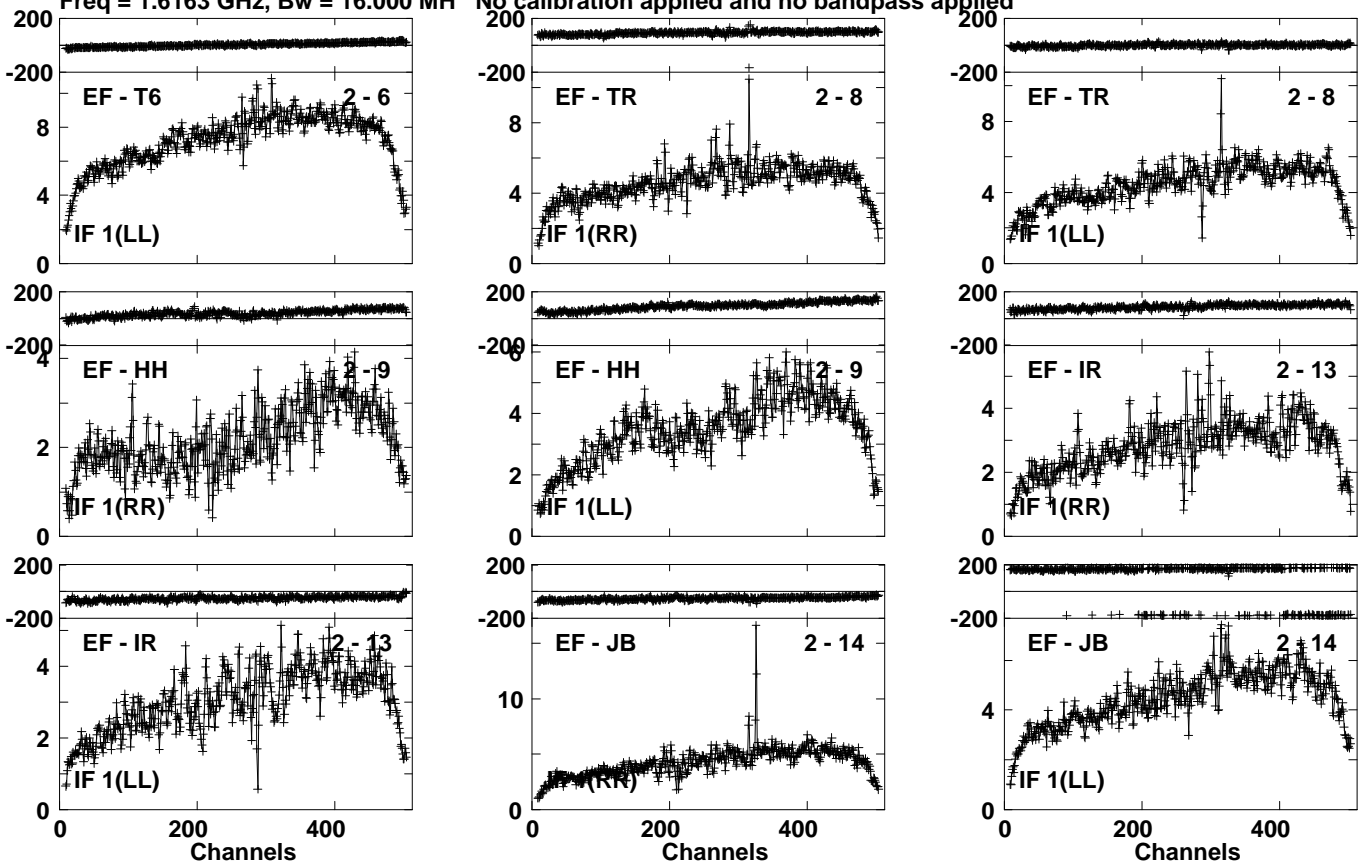 Freq = 1.6163 GHz, Bw = 16.000 MH No calibration applied and no bandpass applied
200
-200
EF - T6 2 - 6
8
4
IF 1(LL)
0
200
-200
EF - TR 2 - 8
8
4
IF 1(RR)
0
200
-200
EF - TR 2 - 8
8
4
IF 1(LL)
0
200
-200
4
EF - HH 2 - 9
2
IF 1(RR)
0
200
-200
6
EF - HH 2 - 9
4
2
IF 1(LL)
0
200
-200
EF - IR 2 - 13
4
2
IF 1(RR)
0
200
-200
EF - IR 2 - 13
4
2
IF 1(LL)
0
0 200 400
Channels
200
-200
EF - JB 2 - 14
10
IF 1(RR)
0
200
-200
EF - JB 2 - 14
4
IF 1(LL)
0
0 200 400
Channels